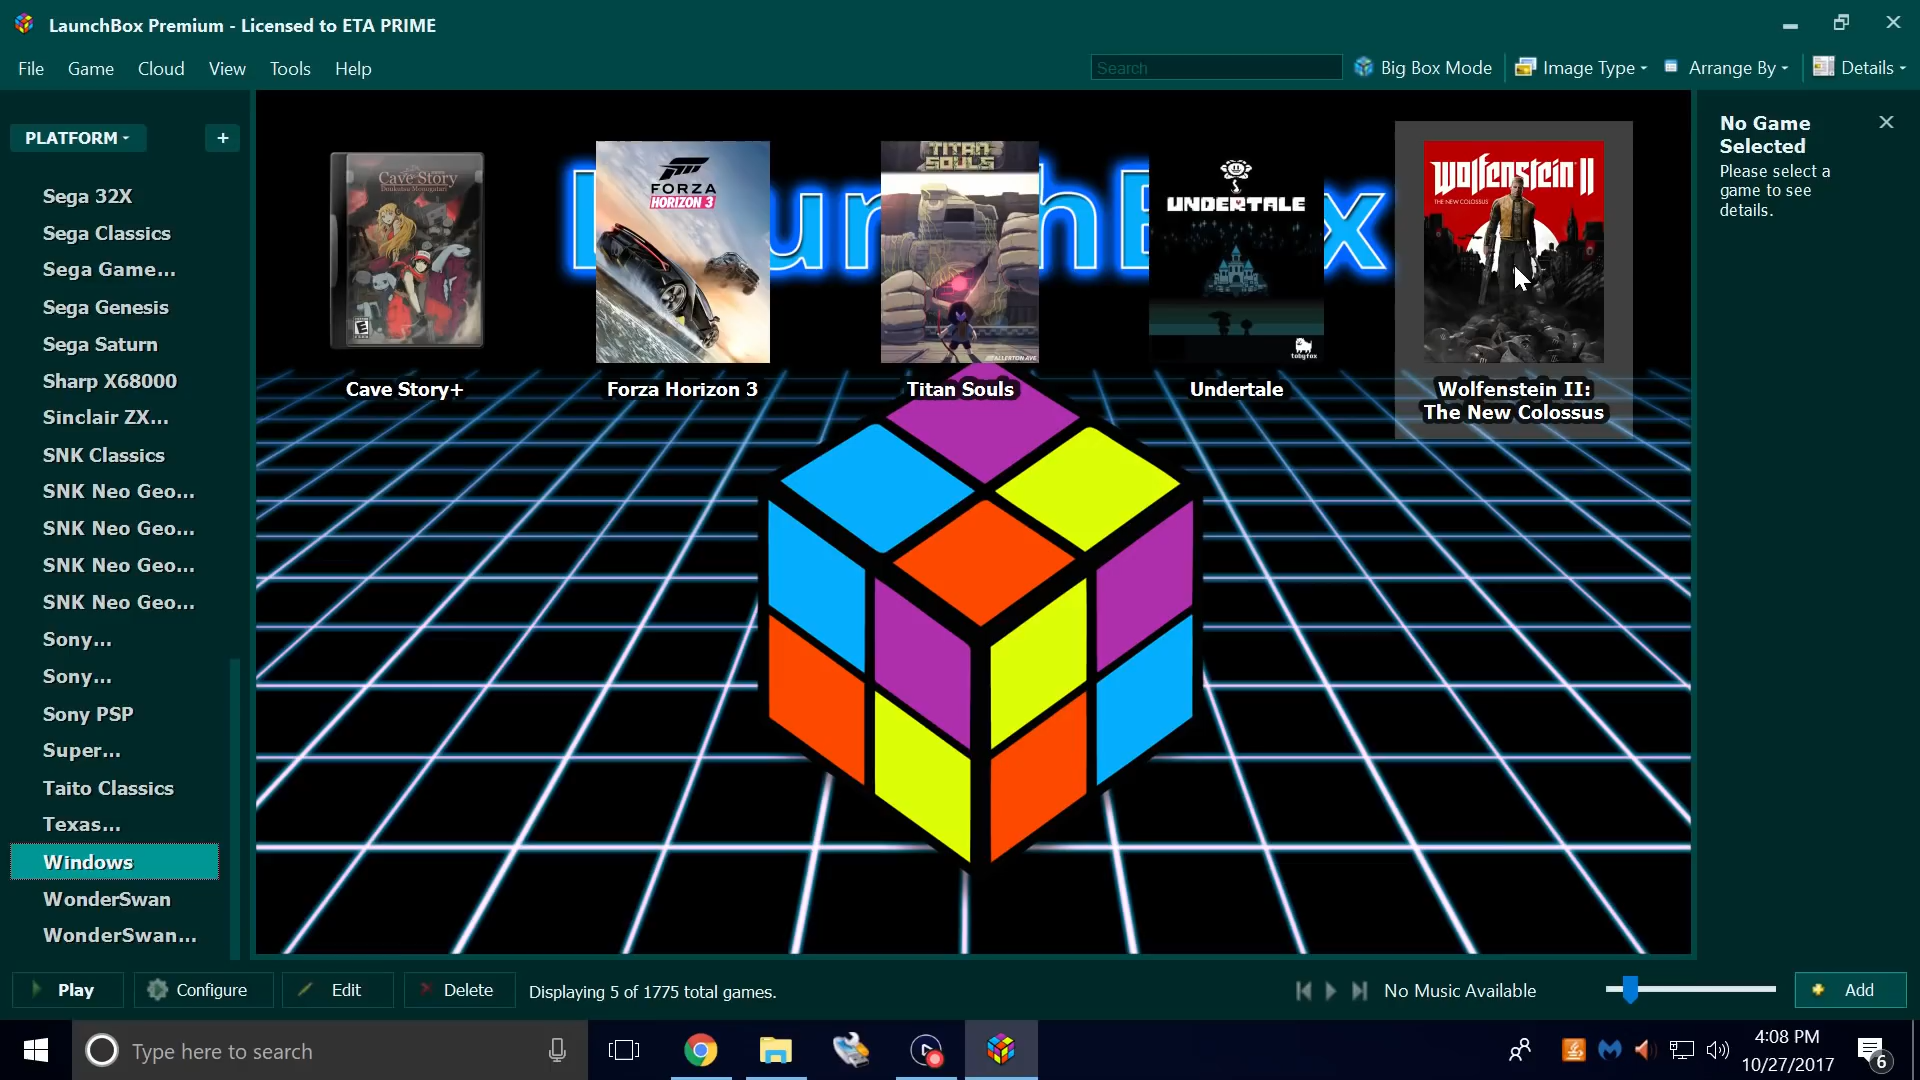 LaunchBox Premium - Licensed to ETA PRIME
File
Game
Cloud
View
Tools
Help
Search
Big Box Mode
Image Type
Arrange By
Details
PLATFORM
+
Sega 32X
Sega Classics
Sega Game...
Sega Genesis
Sega Saturn
Sharp X68000
Sinclair ZX...
SNK Classics
SNK Neo Geo...
SNK Neo Geo...
SNK Neo Geo...
SNK Neo Geo...
Sony...
Sony...
Sony PSP
Super...
Taito Classics
Texas...
Windows
WonderSwan
WonderSwan...
Cave Story
E
FORZA
HORIZON 3
TITAN
SOULS
UNDERTALE
tobyfox
Wolfenstein II
THE NEW COLOSSUS
Cave Story+
Forza Horizon 3
Titan Souls
Undertale
Wolfenstein II:
The New Colossus
No Game
Selected
Please select a
game to see
details.
Play
Configure
Edit
Delete
Displaying 5 of 1775 total games.
No Music Available
Add
Type here to search
4:08 PM
10/27/2017
6